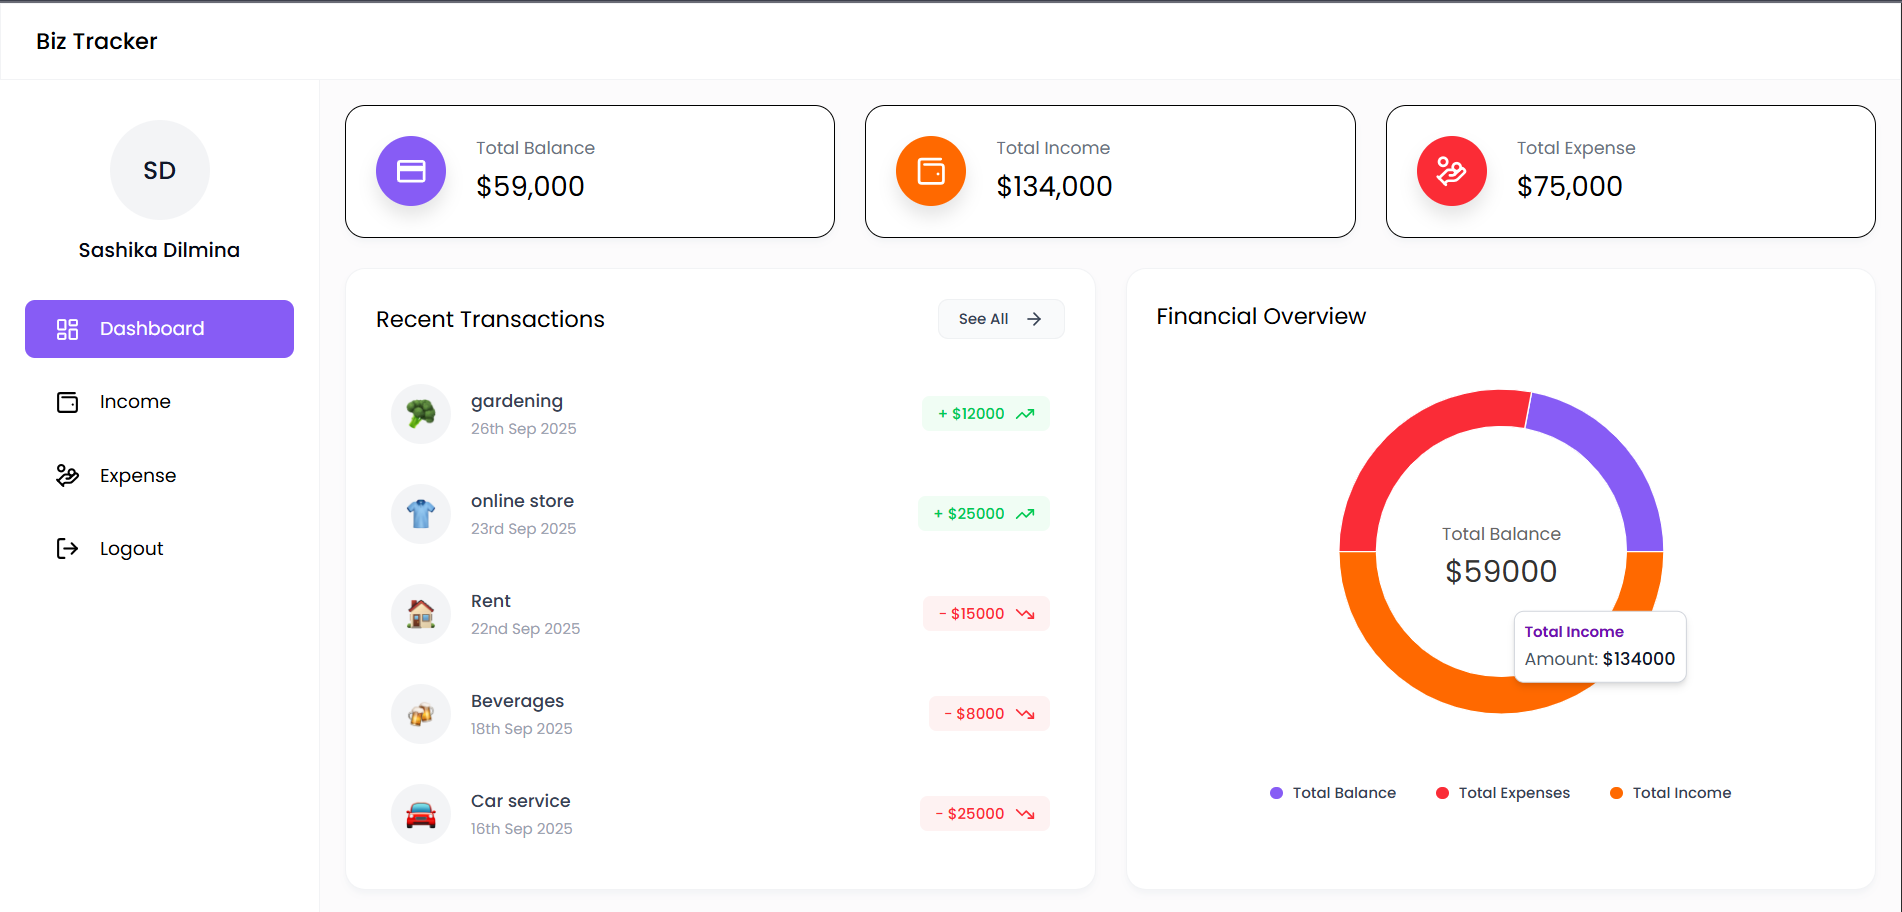 Biz Tracker
SD
Sashika Dilmina
Dashboard
Income
Expense
Logout
Total Balance
$59,000
Total Income
$134,000
Total Expense
$75,000
Recent Transactions
See All
gardening
26th Sep 2025
+ $12000
online store
23rd Sep 2025
+ $25000
Rent
22nd Sep 2025
- $15000
Beverages
18th Sep 2025
- $8000
Car service
16th Sep 2025
- $25000
Financial Overview
Total Balance
$59000
Total Income
Amount: $134000
Total Balance
Total Expenses
Total Income